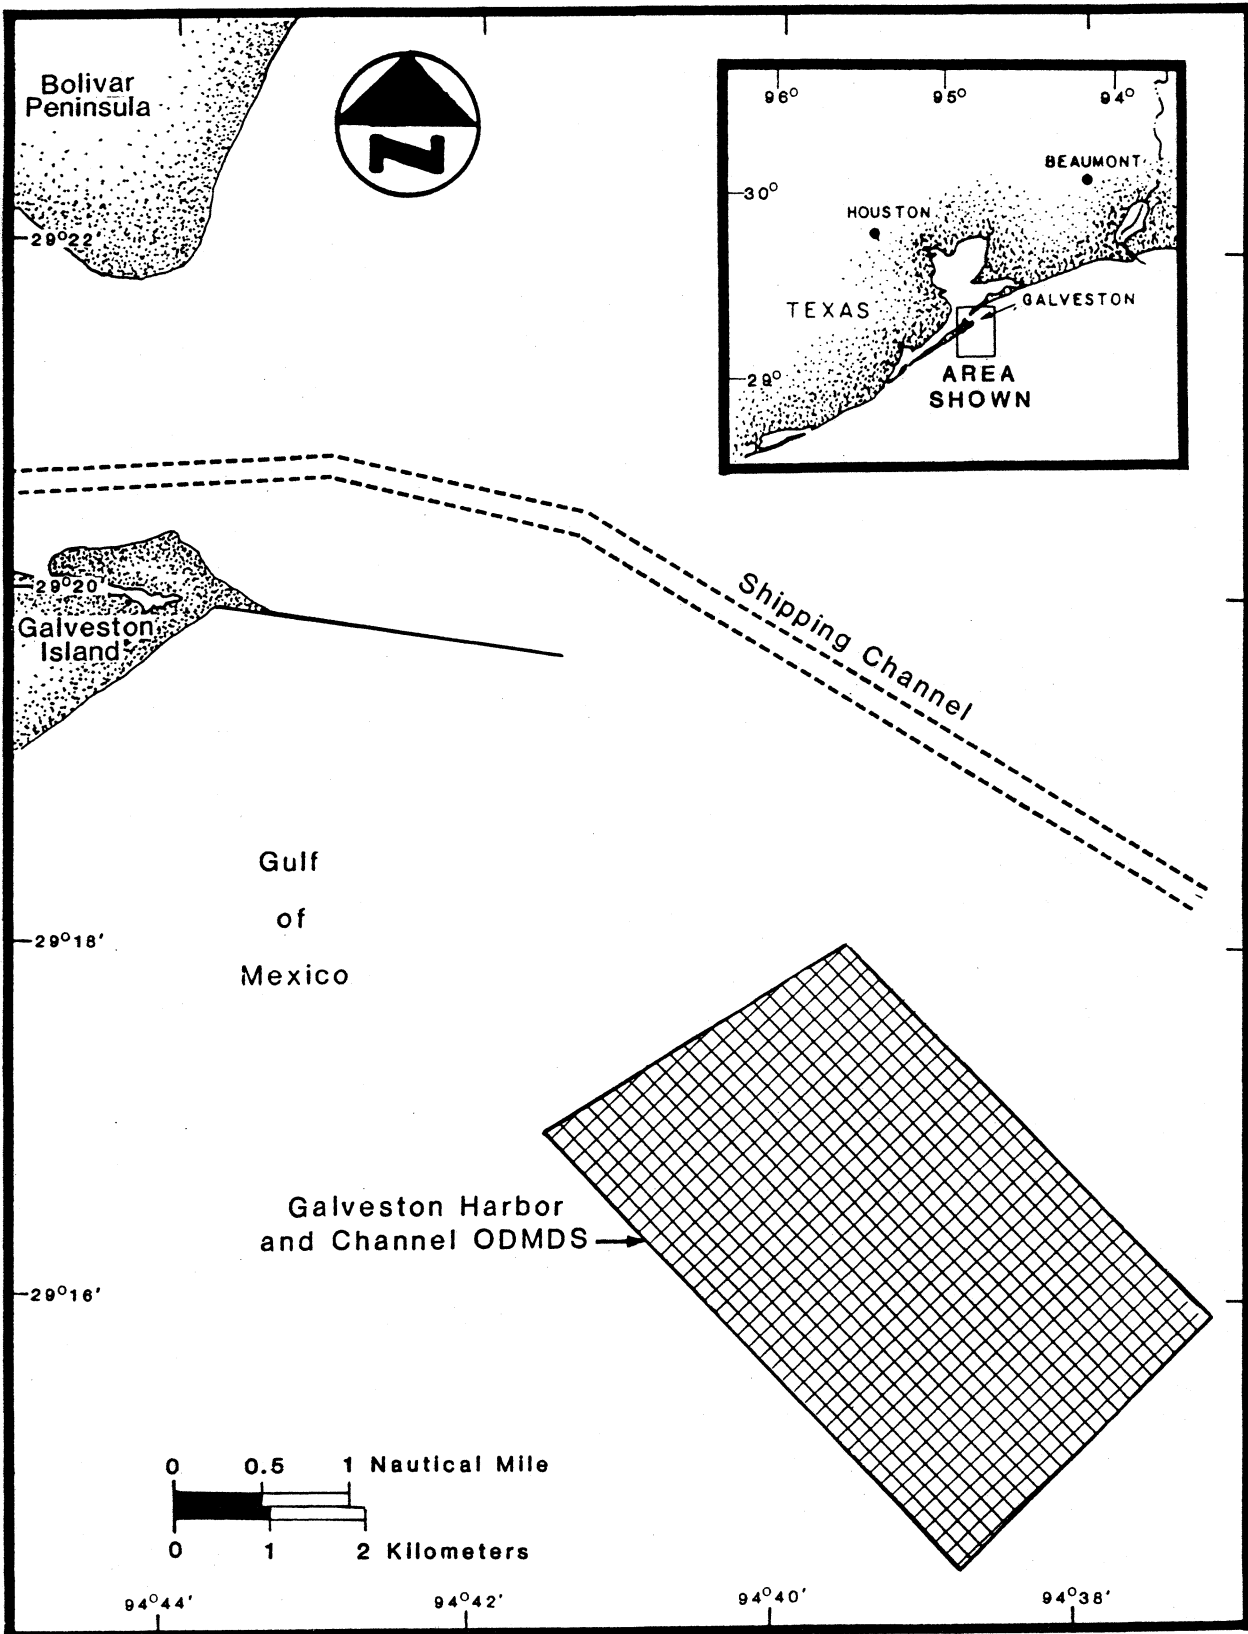 Bolivar
Peninsula
N
29°22'
96° 95° 94°
BEAUMONT
30°
HOUSTON
GALVESTON
TEXAS
29°
AREA
SHOWN
Shipping Channel
29°20'
Galveston
Island
Gulf
of
Mexico
29°18'
Galveston Harbor
and Channel ODMDS
29°16'
0 0.5 1 Nautical Mile
0 1 2 Kilometers
94°44' 94°42' 94°40' 94°38'